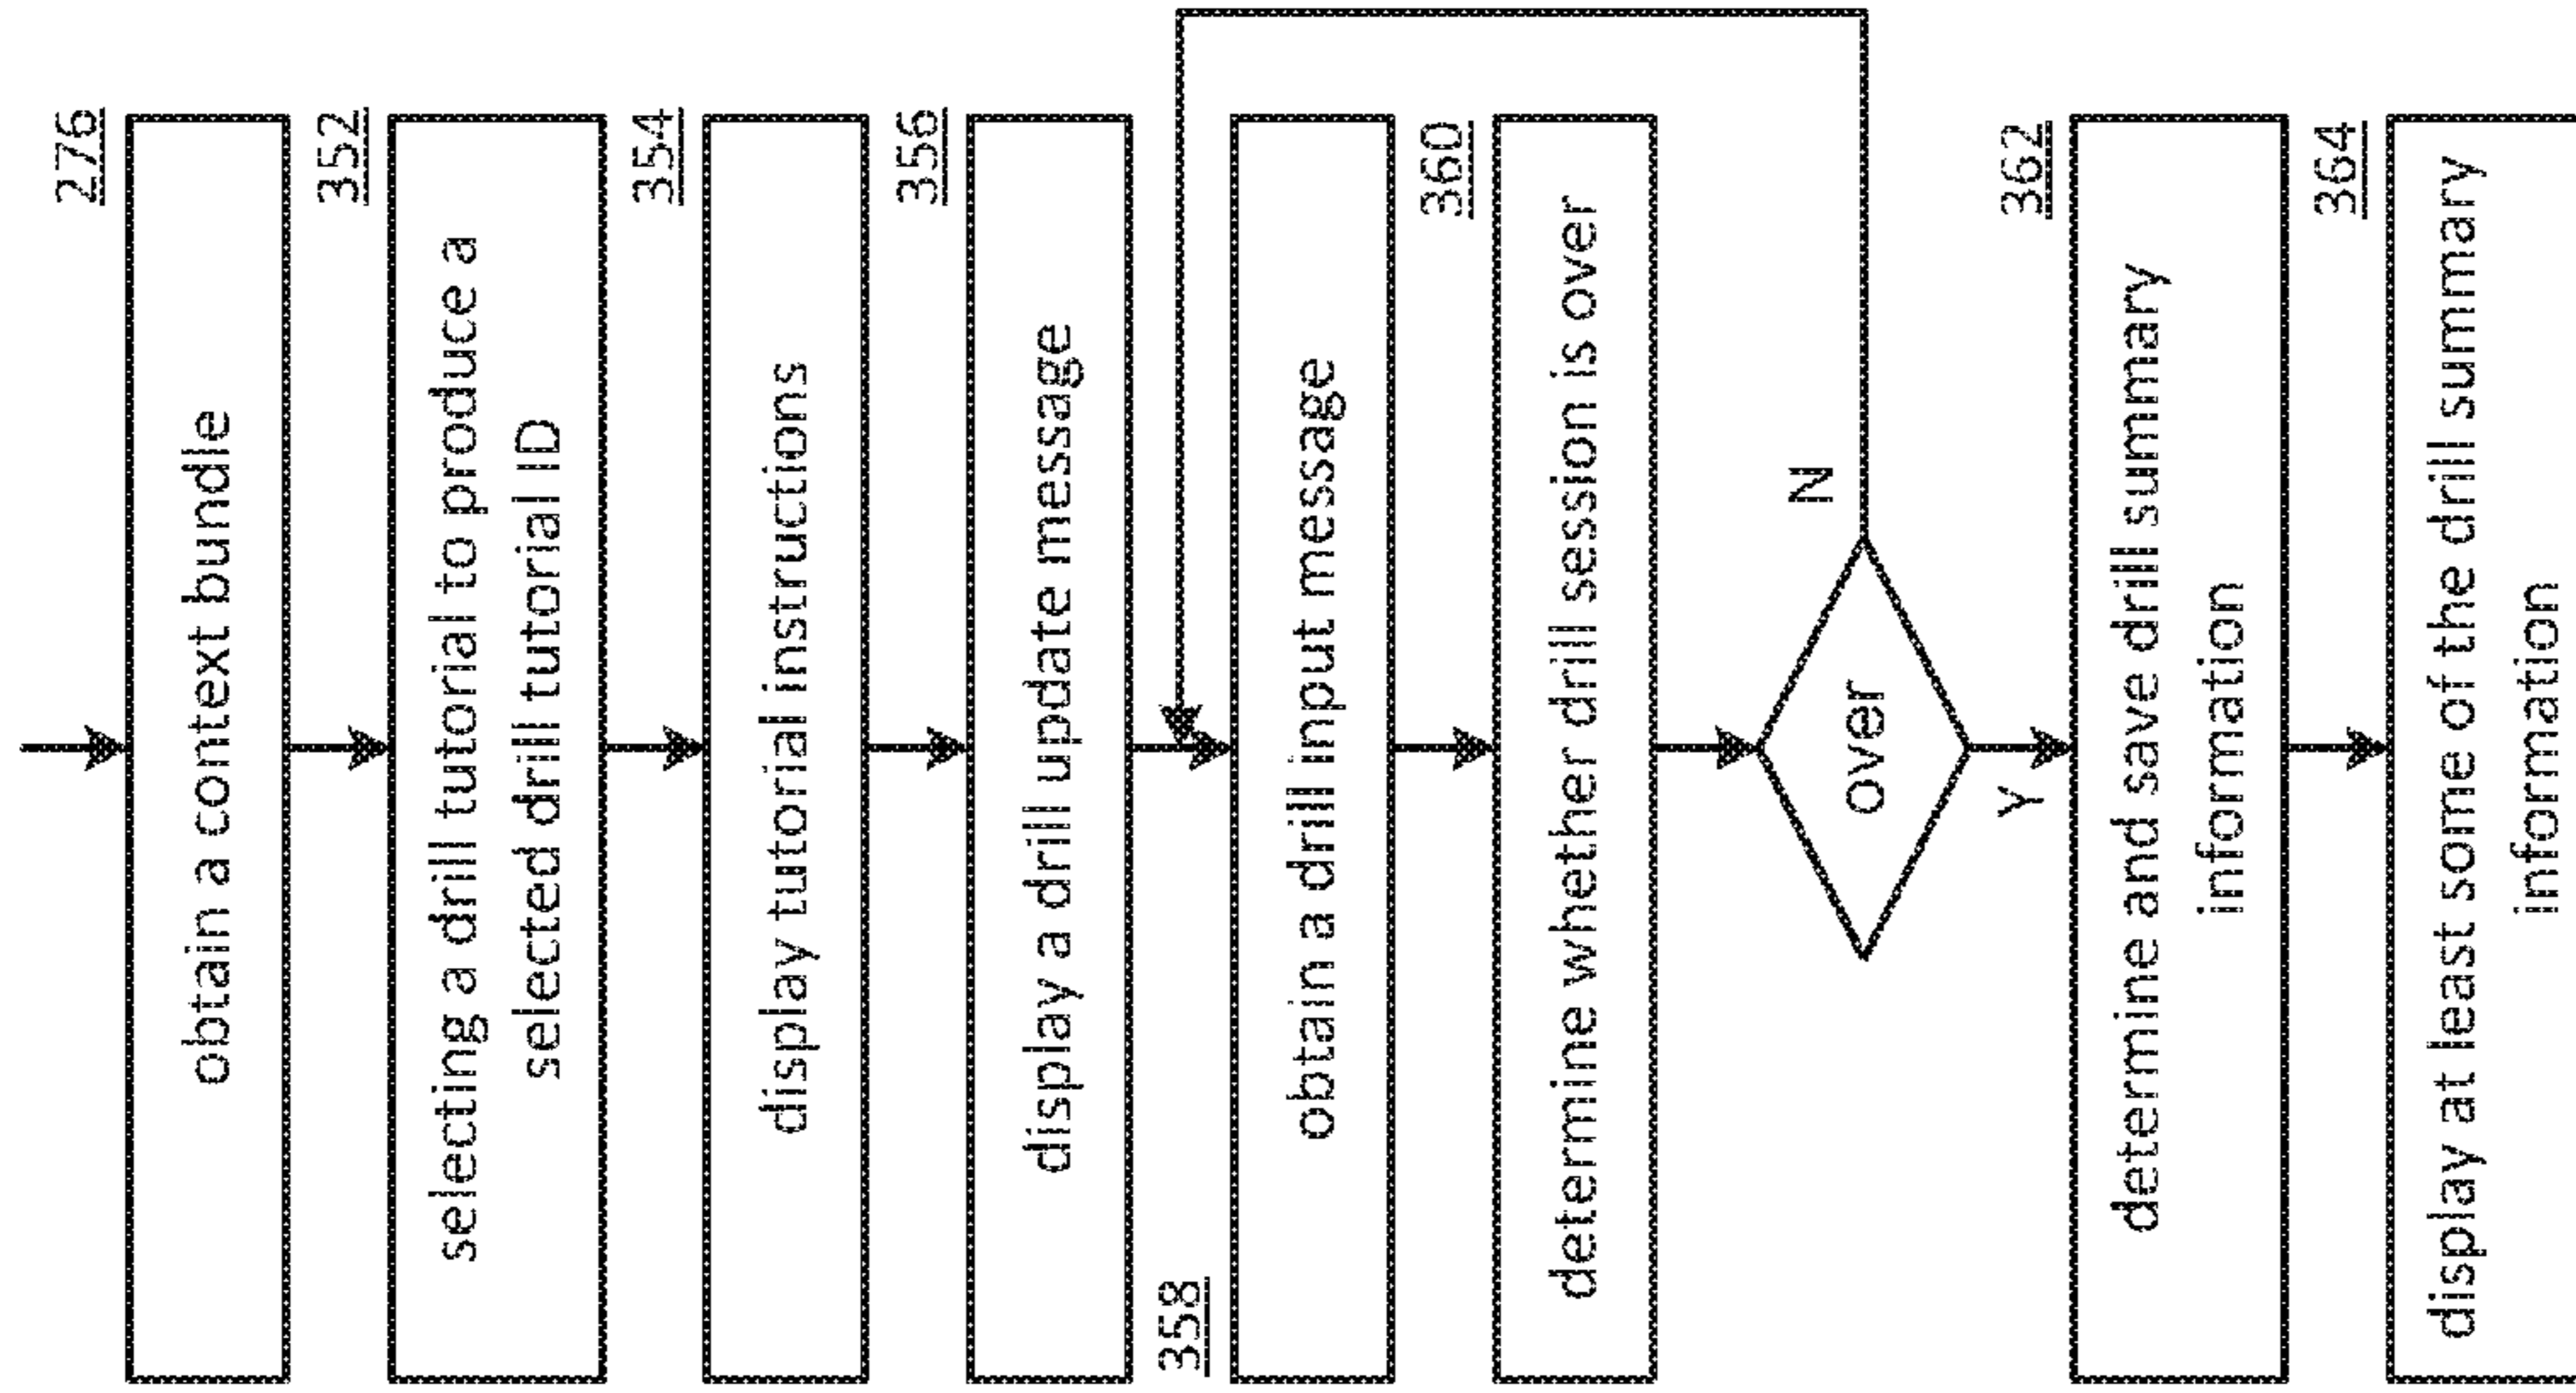 276
obtain a context bundle
352
selecting a drill tutorial to produce a
selected drill tutorial ID
354
display tutorial instructions
356
display a drill update message
358
obtain a drill input message
360
determine whether drill session is over
over
N
Y
362
determine and save drill summary
information
364
display at least some of the drill summary
information